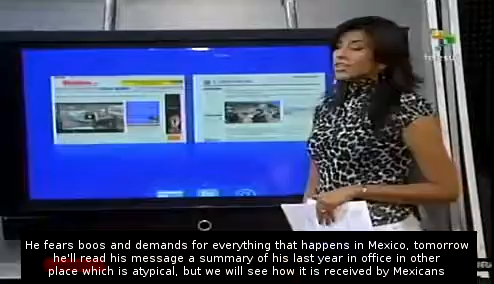 teleSUR
He fears boos and demands for everything that happens in Mexico, tomorrow
he'll read his message a summary of his last year in office in other
place which is atypical, but we will see how it is received by Mexicans